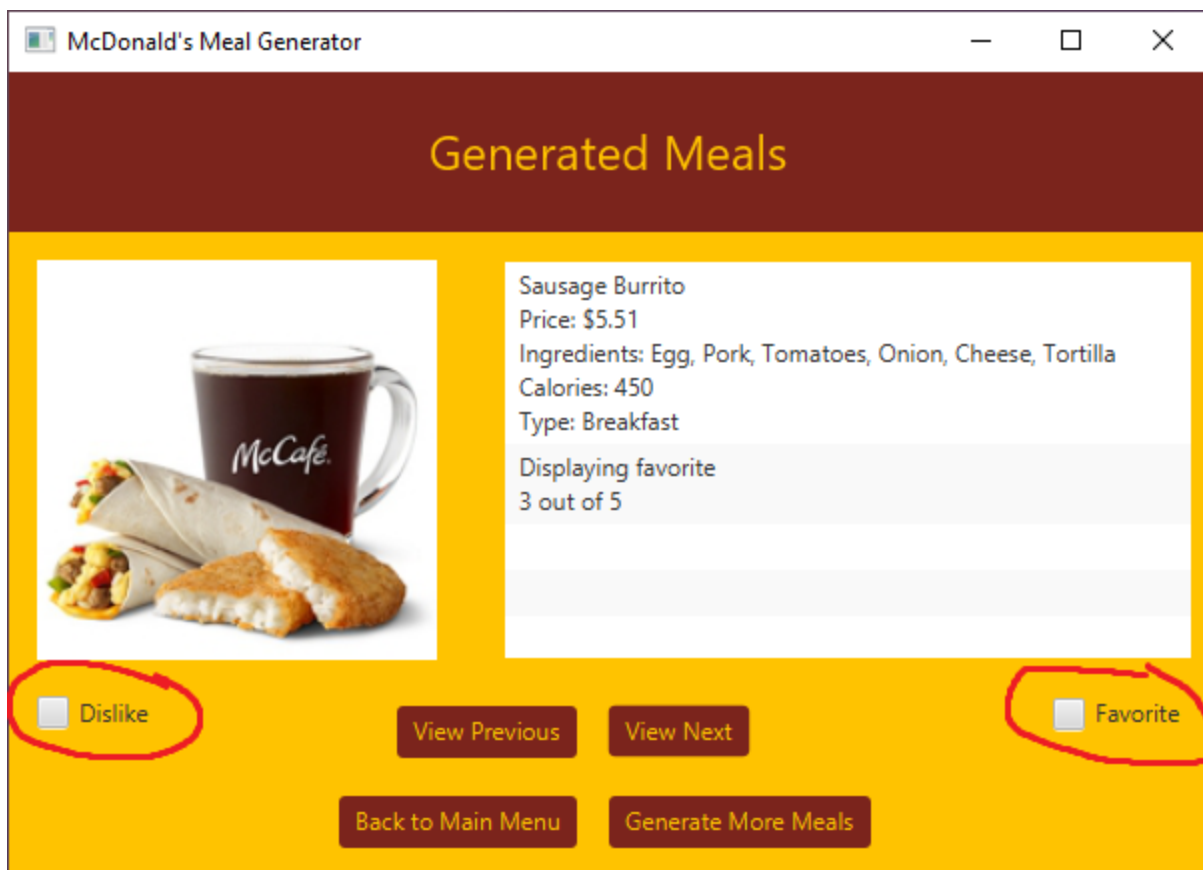 McDonald's Meal Generator
Generated Meals
McCafé.
Sausage Burrito
Price: $5.51
Ingredients: Egg, Pork, Tomatoes, Onion, Cheese, Tortilla
Calories: 450
Type: Breakfast
Displaying favorite
3 out of 5
Dislike
Favorite
View Previous
View Next
Back to Main Menu
Generate More Meals